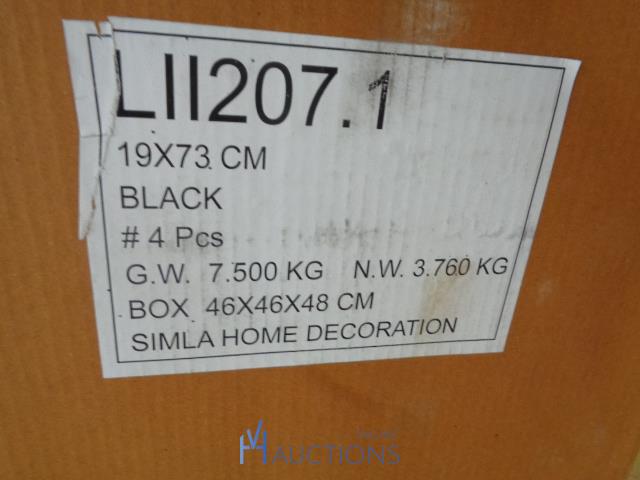 LII207.1
19X73 CM
BLACK
# 4 Pcs
G.W. 7.500 KG N.W. 3.760 KG
BOX 46X46X48 CM
SIMLA HOME DECORATION
AUCTIONS